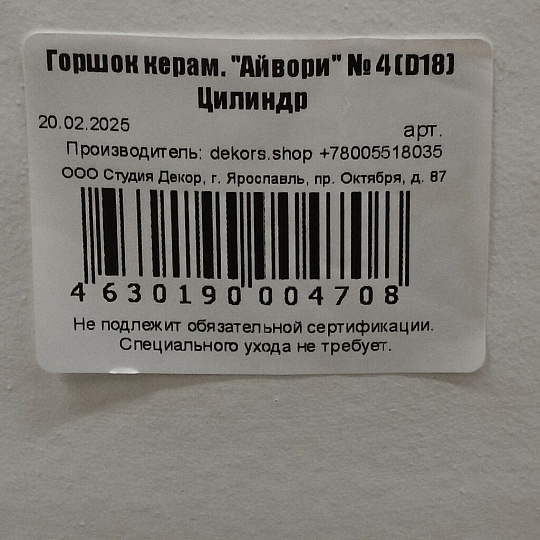 Горшок керам. "Айвори" № 4 (D18)
Цилиндр
20.02.2025 арт.
Производитель: dekors.shop +78005518035
ООО Студия Декор, г. Ярославль, пр. Октября, д. 87
4 630190 004708
Не подлежит обязательной сертификации.
Специального ухода не требует.